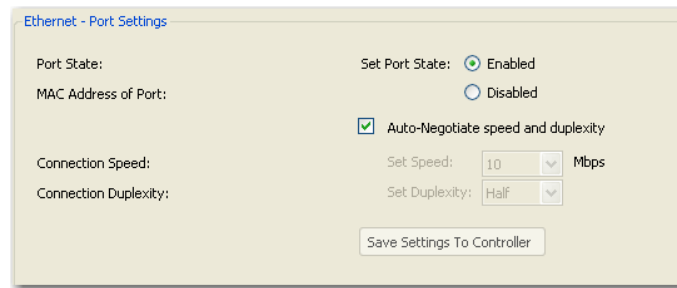 Ethernet - Port Settings
Port State: Set Port State: Enabled
MAC Address of Port: Disabled
Auto-Negotiate speed and duplexity
Connection Speed: Set Speed: 10 Mbps
Connection Duplexity: Set Duplexity: Half
Save Settings To Controller